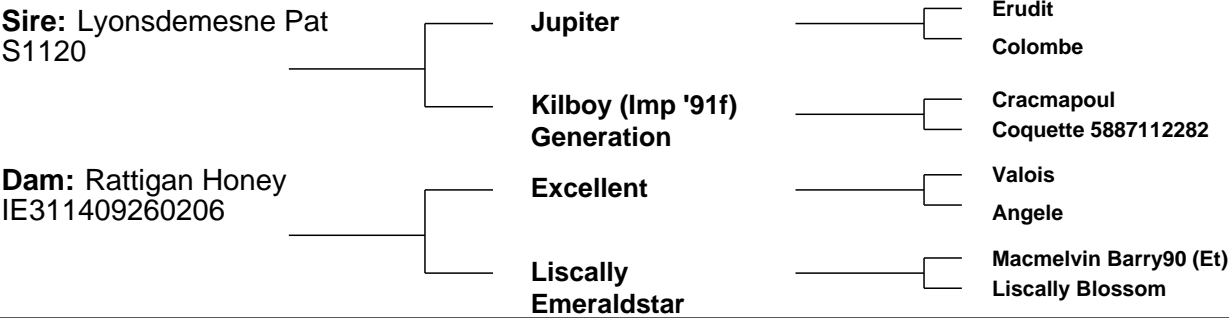 Sire: Lyonsdemesne Pat
S1120
Jupiter
Erudit
Colombe
Kilboy (Imp '91f)
Generation
Cracmapoul
Coquette 5887112282
Dam: Rattigan Honey
IE311409260206
Excellent
Valois
Angele
Liscally
Emeraldstar
Macmelvin Barry90 (Et)
Liscally Blossom